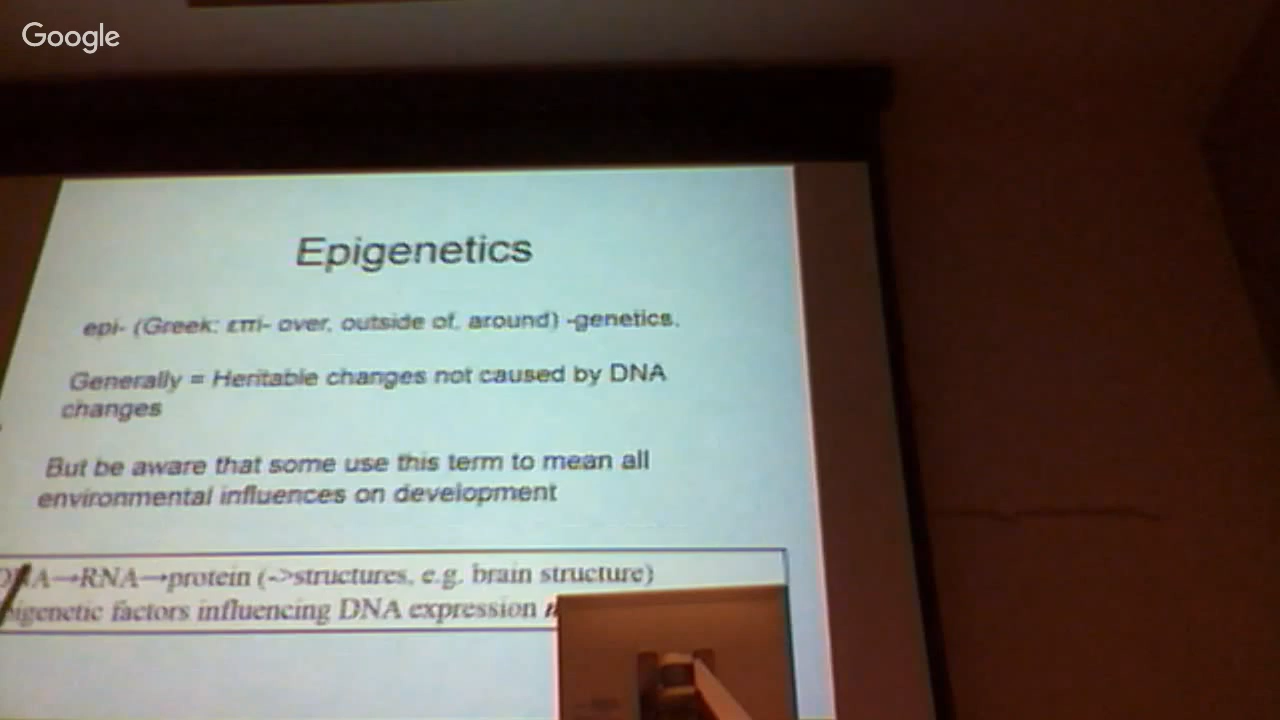 Google
Epigenetics
epi- (Greek: επi- over, outside of, around) -genetics.
Generally = Heritable changes not caused by DNA
changes
But be aware that some use this term to mean all
environmental influences on development
DNA→RNA→protein (->structures, e.g. brain structure)
factors influencing DNA expression